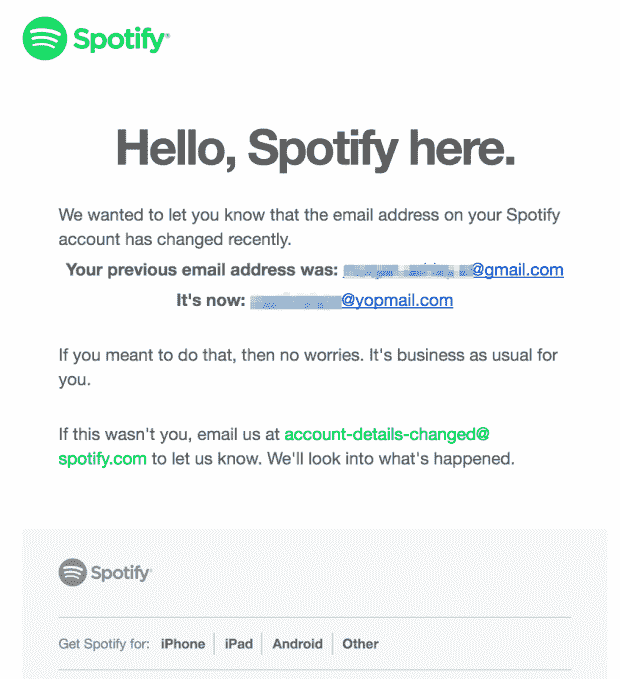 Spotify®
Hello, Spotify here.
We wanted to let you know that the email address on your Spotify
account has changed recently.
Your previous email address was: @gmail.com
It's now: @yopmail.com
If you meant to do that, then no worries. It's business as usual for
you.
If this wasn't you, email us at account-details-changed@
spotify.com to let us know. We'll look into what's happened.
Spotify®
Get Spotify for: iPhone iPad Android Other